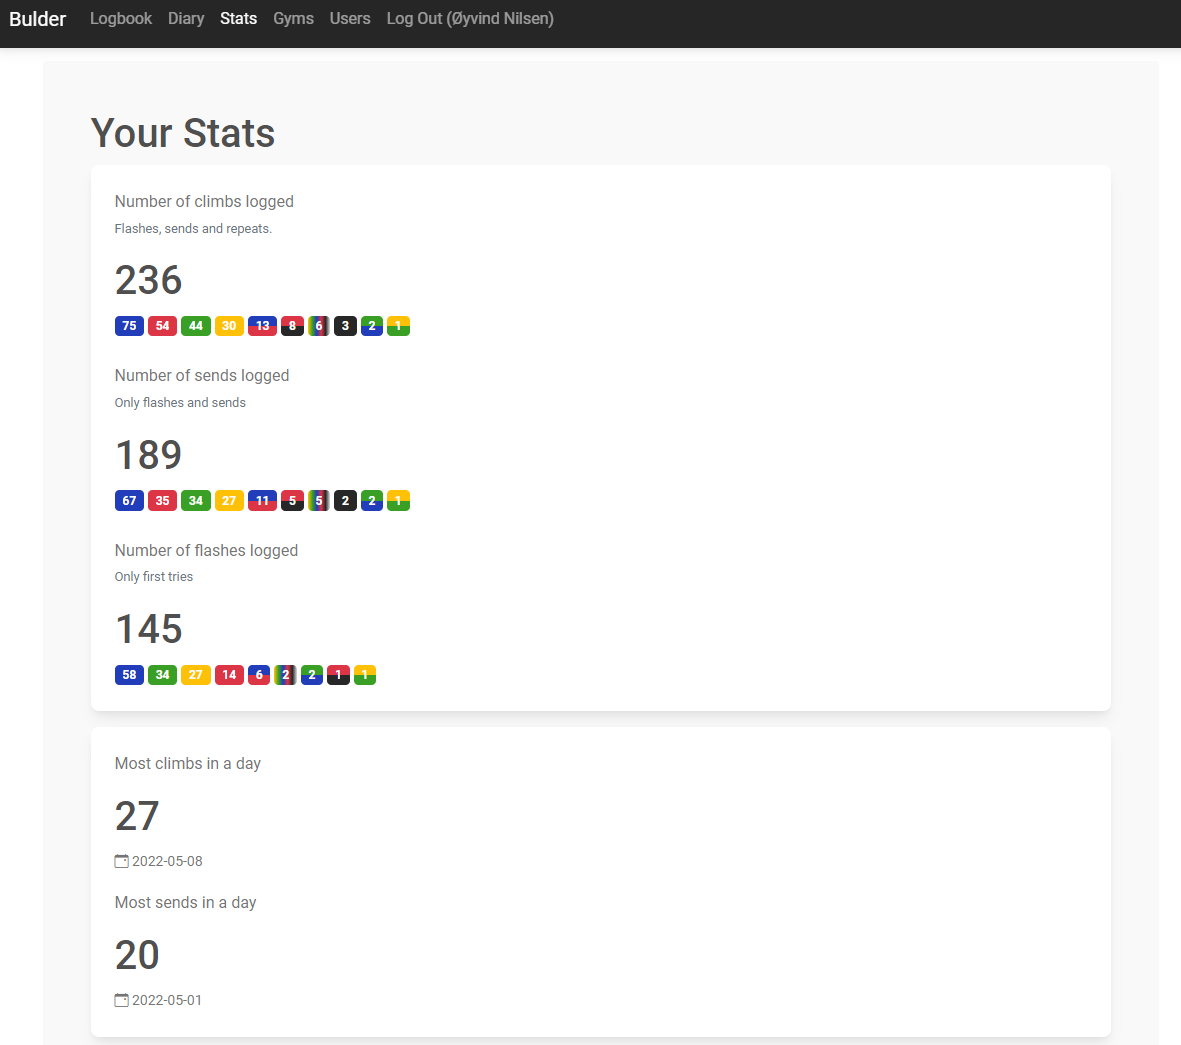 Bulder Logbook Diary Stats Gyms Users Log Out (Øyvind Nilsen)
Your Stats
Number of climbs logged
Flashes, sends and repeats.
236
75 54 44 30 13 8 6 3 2 1
Number of sends logged
Only flashes and sends
189
67 35 34 27 11 5 5 2 2 1
Number of flashes logged
Only first tries
145
58 34 27 14 6 2 2 1 1
Most climbs in a day
27
2022-05-08
Most sends in a day
20
2022-05-01